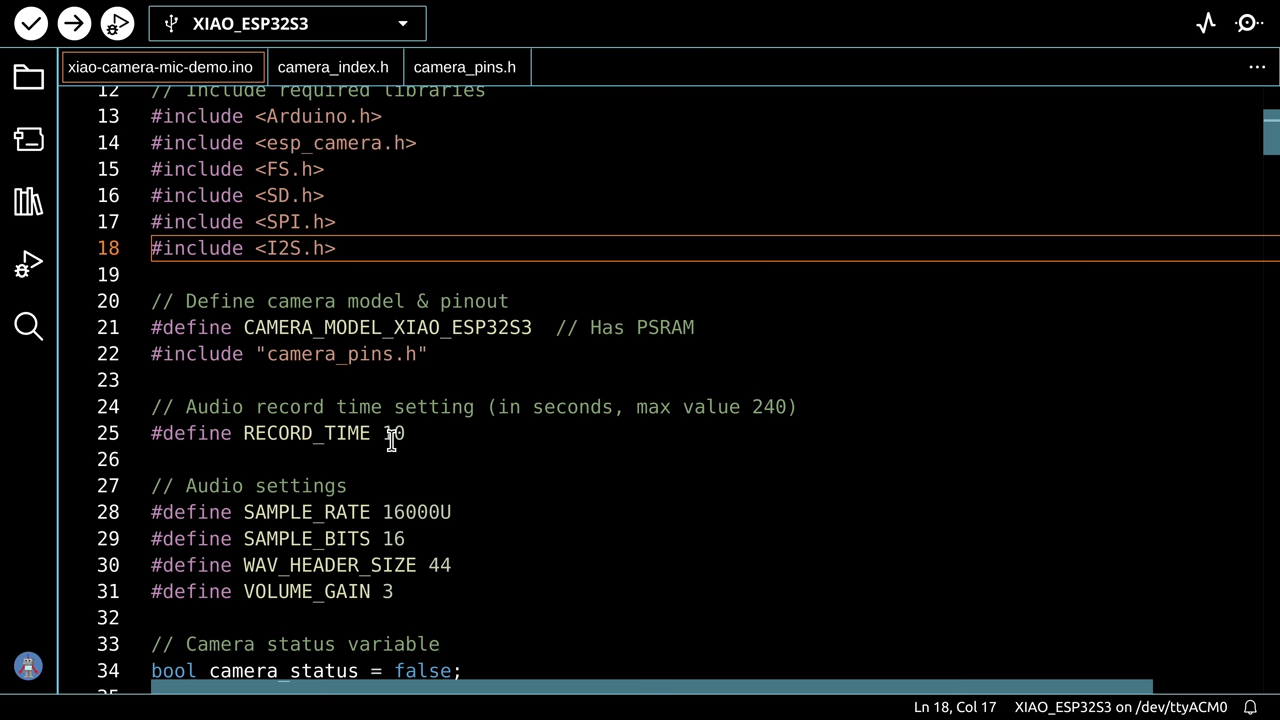 XIAO_ESP32S3
xiao-camera-mic-demo.ino camera_index.h camera_pins.h
12 // Include required libraries
13 #include <Arduino.h>
14 #include <esp_camera.h>
15 #include <FS.h>
16 #include <SD.h>
17 #include <SPI.h>
18 #include <I2S.h>
19
20 // Define camera model & pinout
21 #define CAMERA_MODEL_XIAO_ESP32S3  // Has PSRAM
22 #include "camera_pins.h"
23
24 // Audio record time setting (in seconds, max value 240)
25 #define RECORD_TIME 10
26
27 // Audio settings
28 #define SAMPLE_RATE 16000U
29 #define SAMPLE_BITS 16
30 #define WAV_HEADER_SIZE 44
31 #define VOLUME_GAIN 3
32
33 // Camera status variable
34 bool camera_status = false;
35
Ln 18, Col 17 XIAO_ESP32S3 on /dev/ttyACM0